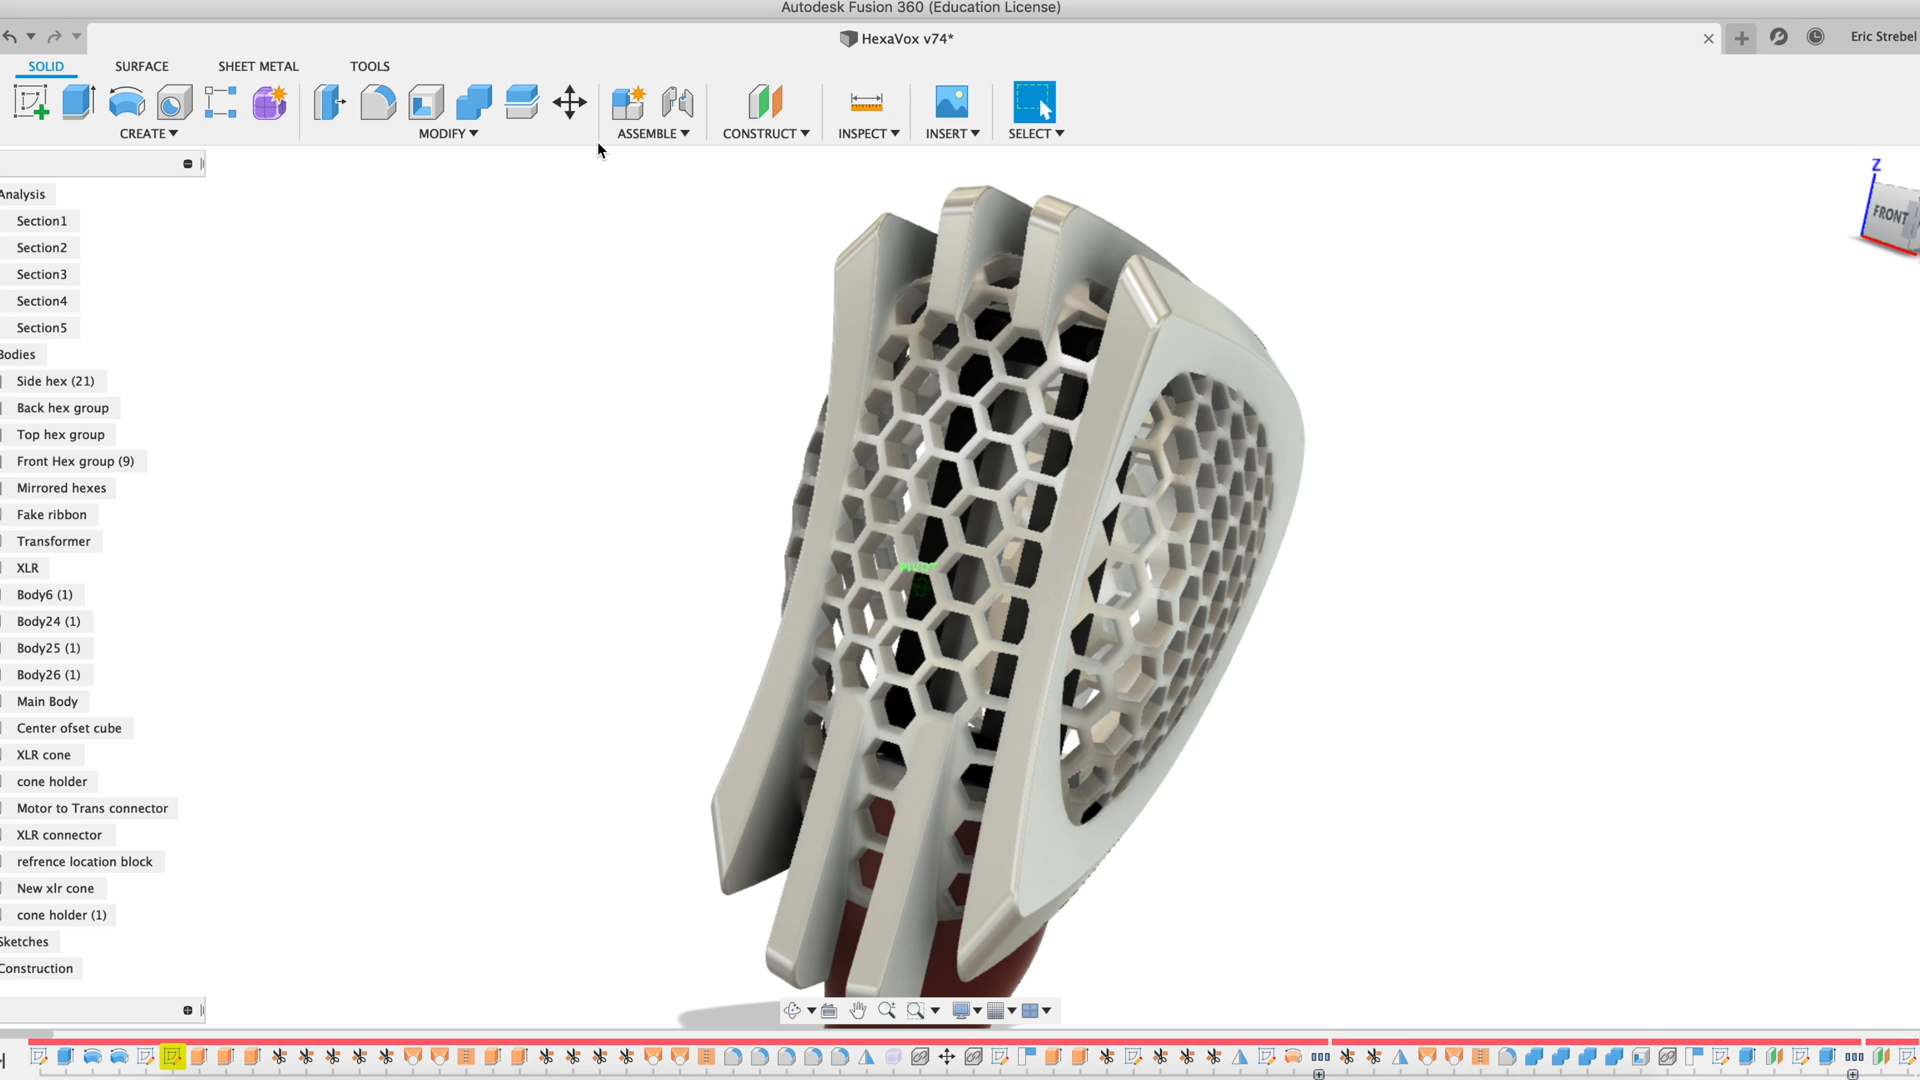 Autodesk Fusion 360 (Education License)
HexaVox v74*
Eric Strebel
SOLID
SURFACE
SHEET METAL
TOOLS
CREATE
MODIFY
ASSEMBLE
CONSTRUCT
INSPECT
INSERT
SELECT
Z
FRONT
Analysis
Section1
Section2
Section3
Section4
Section5
Bodies
Side hex (21)
Back hex group
Top hex group
Front Hex group (9)
Mirrored hexes
Fake ribbon
Transformer
XLR
Body6 (1)
Body24 (1)
Body25 (1)
Body26 (1)
Main Body
Center ofset cube
XLR cone
cone holder
Motor to Trans connector
XLR connector
refrence location block
New xlr cone
cone holder (1)
Sketches
Construction
PIVOT